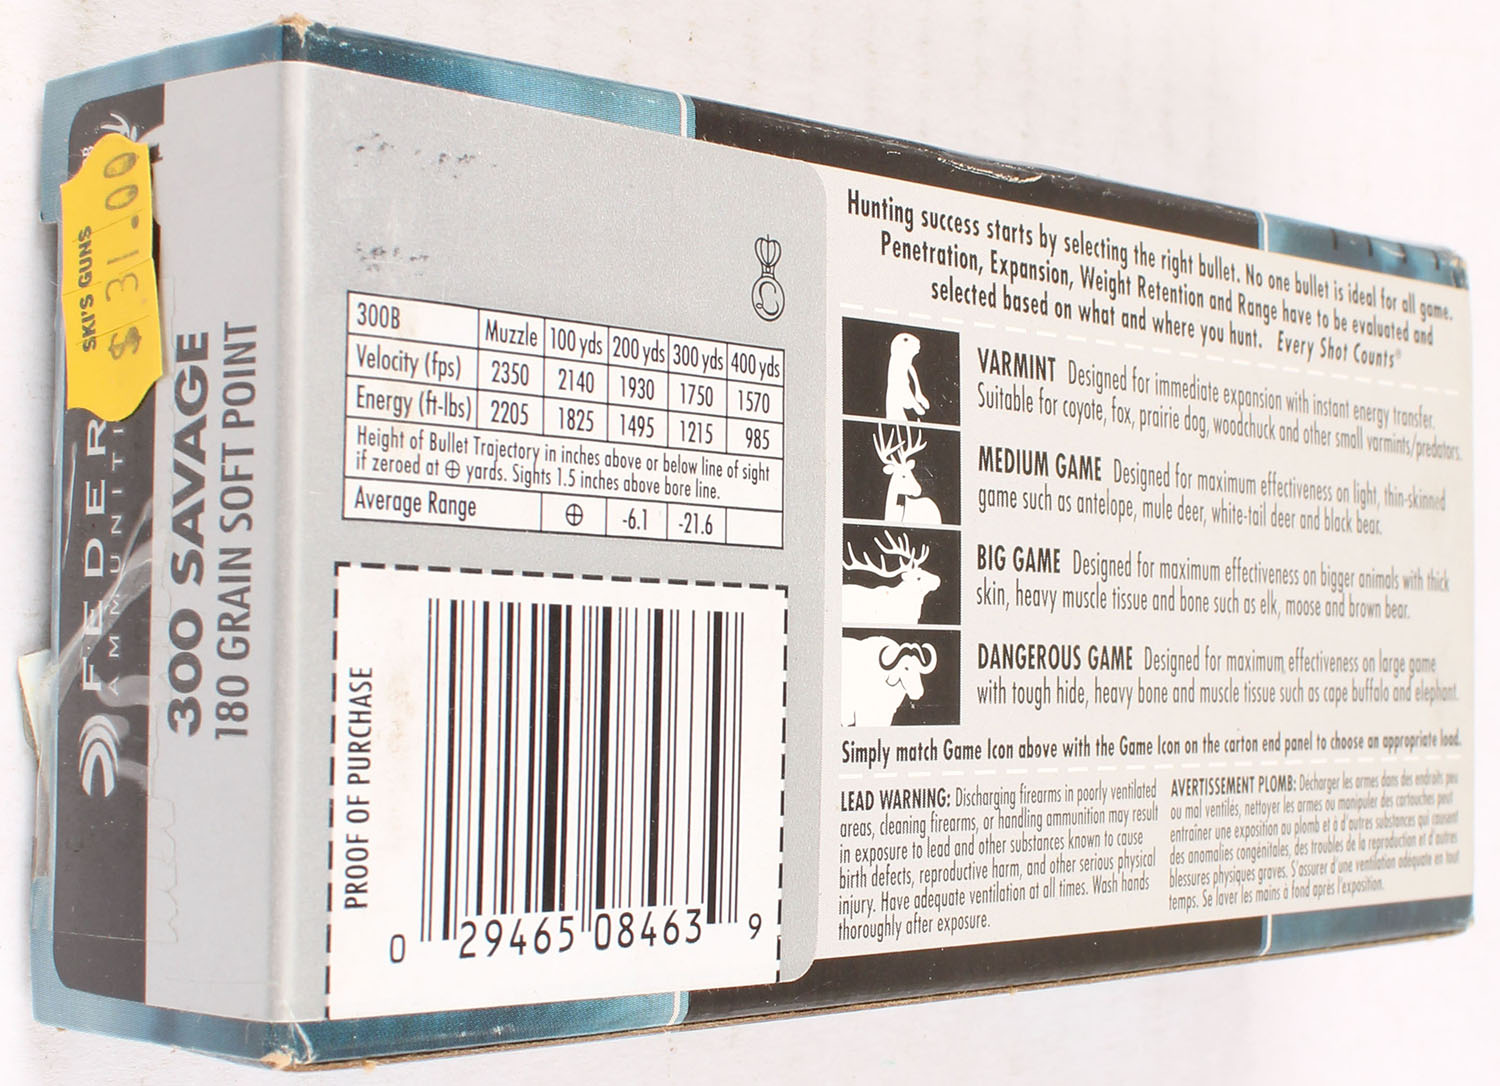 SKI'S GUNS
$31.00
FEDER
AMMUNITI
300 SAVAGE
180 GRAIN SOFT POINT
300B Muzzle 100 yds 200 yds 300 yds 400 yds
Velocity (fps) 2350 2140 1930 1750 1570
Energy (ft-lbs) 2205 1825 1495 1215 985
Height of Bullet Trajectory in inches above or below line of sight
if zeroed at ⊕ yards. Sights 1.5 inches above bore line.
Average Range ⊕ -6.1 -21.6
PROOF OF PURCHASE
0 29465 08463 9
Hunting success starts by selecting the right bullet. No one bullet is ideal for all game.
Penetration, Expansion, Weight Retention and Range have to be evaluated and
selected based on what and where you hunt. Every Shot Counts®
VARMINT Designed for immediate expansion with instant energy transfer.
Suitable for coyote, fox, prairie dog, woodchuck and other small varmints/predators.
MEDIUM GAME Designed for maximum effectiveness on light, thin-skinned
game such as antelope, mule deer, white-tail deer and black bear.
BIG GAME Designed for maximum effectiveness on bigger animals with thick
skin, heavy muscle tissue and bone such as elk, moose and brown bear.
DANGEROUS GAME Designed for maximum effectiveness on large game
with tough hide, heavy bone and muscle tissue such as cape buffalo and elephant.
Simply match Game Icon above with the Game Icon on the carton end panel to choose an appropriate load.
LEAD WARNING: Discharging firearms in poorly ventilated
areas, cleaning firearms, or handling ammunition may result
in exposure to lead and other substances known to cause
birth defects, reproductive harm, and other serious physical
injury. Have adequate ventilation at all times. Wash hands
thoroughly after exposure.
AVERTISSEMENT PLOMB: Décharger les armes dans des endroits peu
ou mal ventilés, nettoyer les armes ou manipuler des cartouches peut
entraîner une exposition au plomb et à d'autres substances qui causent
des anomalies congénitales, des troubles de la reproduction et d'autres
blessures physiques graves. S'assurer d'une ventilation adéquate en tout
temps. Se laver les mains à fond après l'exposition.